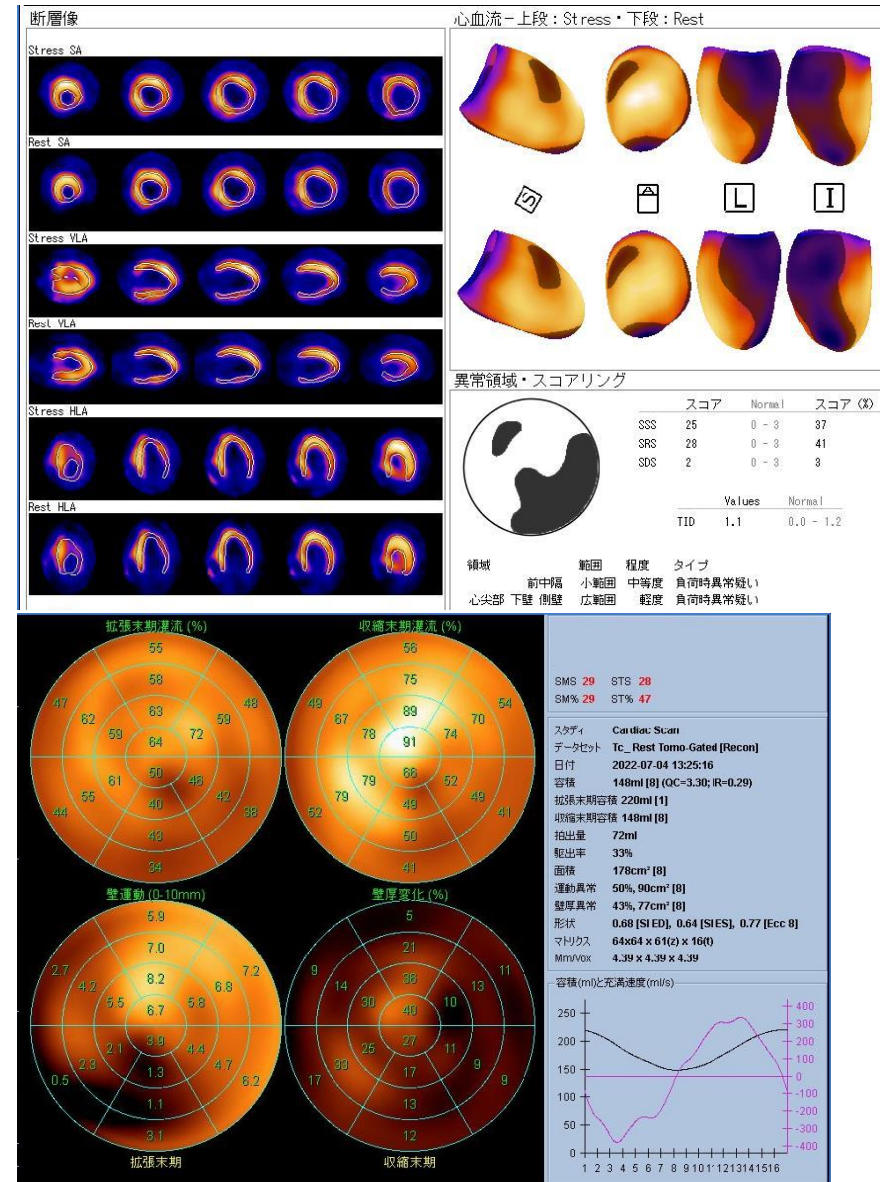 断層像
Stress SA
Rest SA
Stress VLA
Rest VLA
Stress HLA
Rest HLA
心血流－上段：Stress・下段：Rest
S
A
L
I
異常領域・スコアリング
スコア Normal スコア (%)
SSS 25 0 - 3 37
SRS 28 0 - 3 41
SDS 2 0 - 3 3
Values Normal
TID 1.1 0.0 - 1.2
領域 範囲 程度 タイプ
前中隔 小範囲 中等度 負荷時異常疑い
心尖部 下壁 側壁 広範囲 軽度 負荷時異常疑い
拡張末期灌流 (%)
55
58
47 62 63 59 48
59 64 72
50
61 46
44 55 40 42 38
43
34
収縮末期灌流 (%)
56
75
49 67 89 70 54
78 91 74
66
79 52
52 79 49 49 41
50
41
壁運動 (0-10mm)
5.9
7.0
2.7 4.2 8.2 6.8 7.2
5.5 6.7 5.8
3.9
2.1 4.4
0.5 2.3 1.3 4.7 6.2
1.1
3.1
拡張末期
壁厚変化 (%)
5
21
9 14 36 13 11
30 40 10
27
25 11
17 33 17 9 9
13
12
収縮末期
SMS 29 STS 28
SM% 29 ST% 47
スタディ Cardiac Scan
データセット Tc_ Rest Tomo-Gated [Recon]
日付 2022-07-04 13:25:16
容積 148ml [8] (QC=3.30; IR=0.29)
拡張末期容積 220ml [1]
収縮末期容積 148ml [8]
拍出量 72ml
駆出率 33%
面積 178cm² [8]
運動異常 50%, 90cm² [8]
壁厚異常 43%, 77cm² [8]
形状 0.68 [SI ED], 0.64 [SI ES], 0.77 [Ecc 8]
マトリクス 64x64 x 61(z) x 16(t)
Mm/Vox 4.39 x 4.39 x 4.39
容積(ml)と充満速度(ml/s)
250
200
150
100
50
0
400
300
200
100
0
-100
-200
-300
-400
1 2 3 4 5 6 7 8 9 10 11 12 13 14 15 16